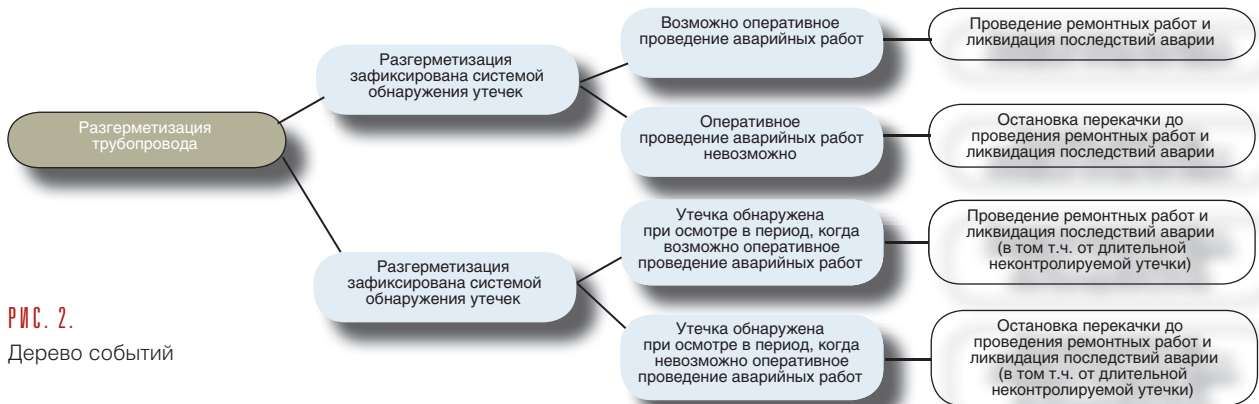 Разгерметизация
трубопровода
Разгерметизация
зафиксирована системой
обнаружения утечек
Возможно оперативное
проведение аварийных работ
Проведение ремонтных работ и
ликвидация последствий аварии
Оперативное
проведение аварийных работ
невозможно
Остановка перекачки до
проведения ремонтных работ и
ликвидация последствий аварии
Разгерметизация
зафиксирована системой
обнаружения утечек
Утечка обнаружена
при осмотре в период, когда
возможно оперативное
проведение аварийных работ
Проведение ремонтных работ и
ликвидация последствий аварии
(в том т.ч. от длительной
неконтролируемой утечки)
Утечка обнаружена
при осмотре в период, когда
невозможно оперативное
проведение аварийных работ
Остановка перекачки до
проведения ремонтных работ и
ликвидация последствий аварии
(в том т.ч. от длительной
неконтролируемой утечки)
РИС. 2.
Дерево событий